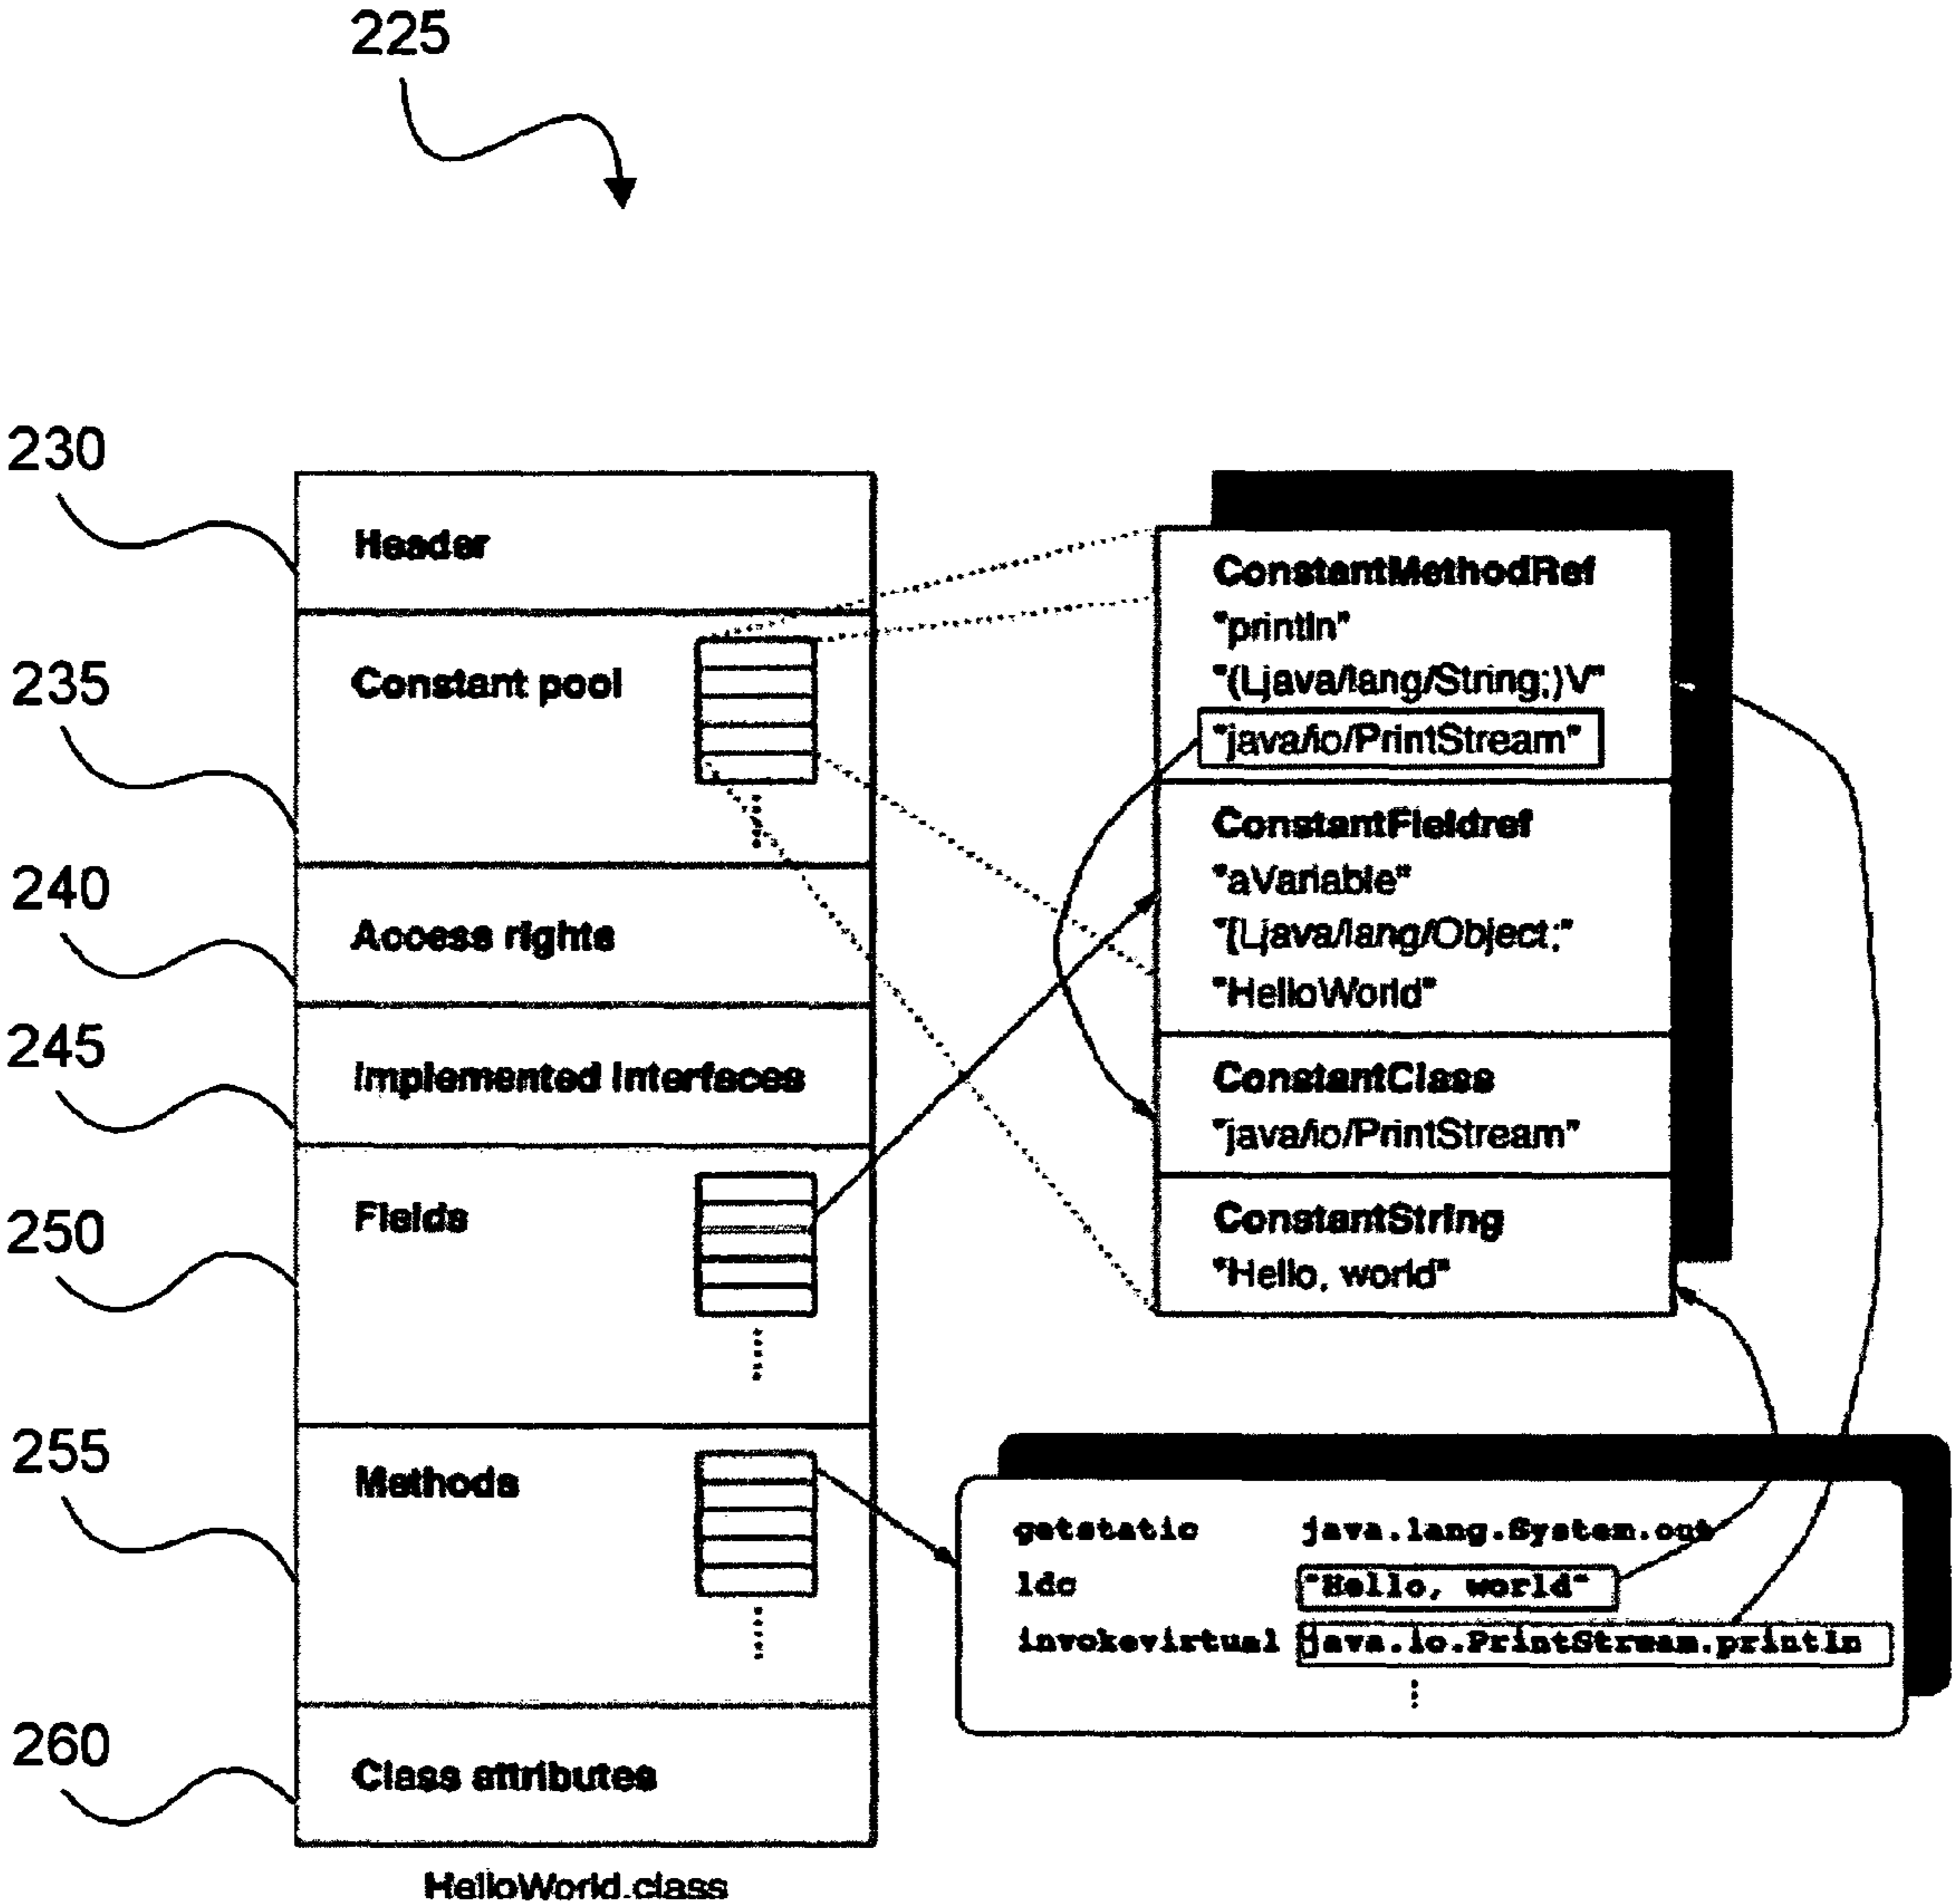 225
230
Header
235
Constant pool
240
Access rights
245
Implemented Interfaces
250
Fields
255
Methods
260
Class attributes
HelloWorld.class
ConstantMethodRef
"println"
"(Ljava/lang/String;)V"
"java/io/PrintStream"
ConstantFieldref
"aVariable"
"[Ljava/lang/Object;"
"HelloWorld"
ConstantClass
"java/io/PrintStream"
ConstantString
"Hello, world"
getstatic java.lang.System.out
ldc "Hello, world"
invokevirtual java.io.PrintStream.println